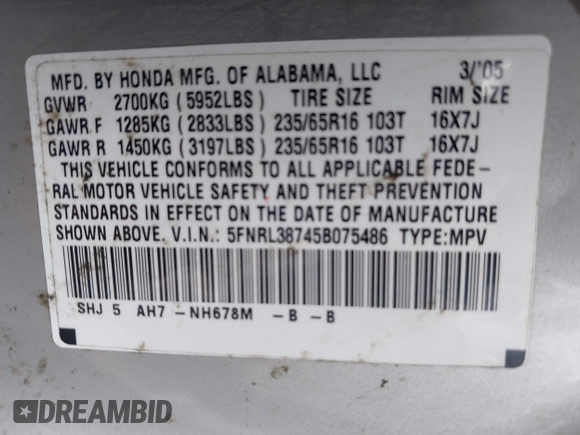 MFD. BY HONDA MFG. OF ALABAMA, LLC 3/'05
GVWR 2700KG (5952LBS) TIRE SIZE RIM SIZE
GAWR F 1285KG (2833LBS) 235/65R16 103T 16X7J
GAWR R 1450KG (3197LBS) 235/65R16 103T 16X7J
THIS VEHICLE CONFORMS TO ALL APPLICABLE FEDE-
RAL MOTOR VEHICLE SAFETY AND THEFT PREVENTION
STANDARDS IN EFFECT ON THE DATE OF MANUFACTURE
SHOWN ABOVE. V.I.N.: 5FNRL38745B075486 TYPE:MPV
SHJ 5 AH7 -NH678M -B -B
DREAMBID